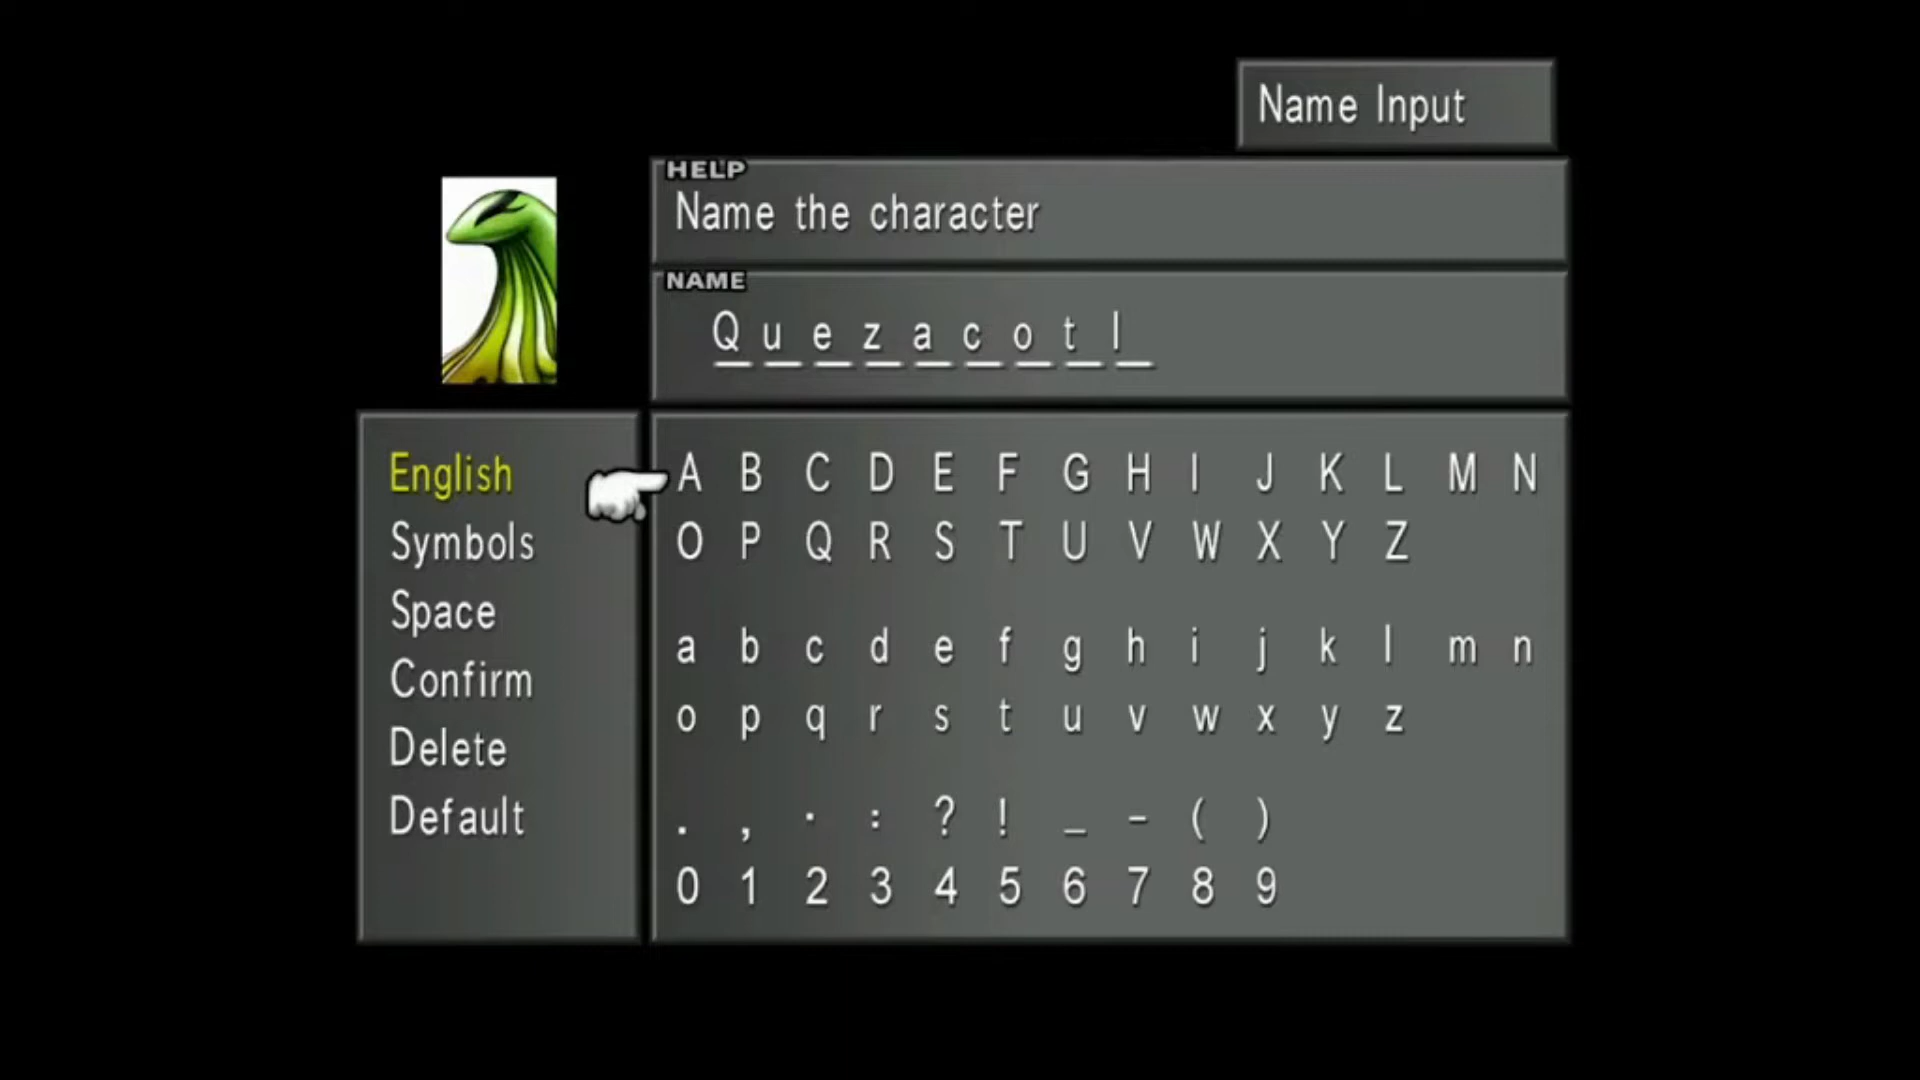 Name Input
HELP
Name the character
NAME
Quezacotl
English
Symbols
Space
Confirm
Delete
Default
A B C D E F G H I J K L M N
O P Q R S T U V W X Y Z
a b c d e f g h i j k l m n
o p q r s t u v w x y z
. , · : ? ! _ - ( )
0 1 2 3 4 5 6 7 8 9